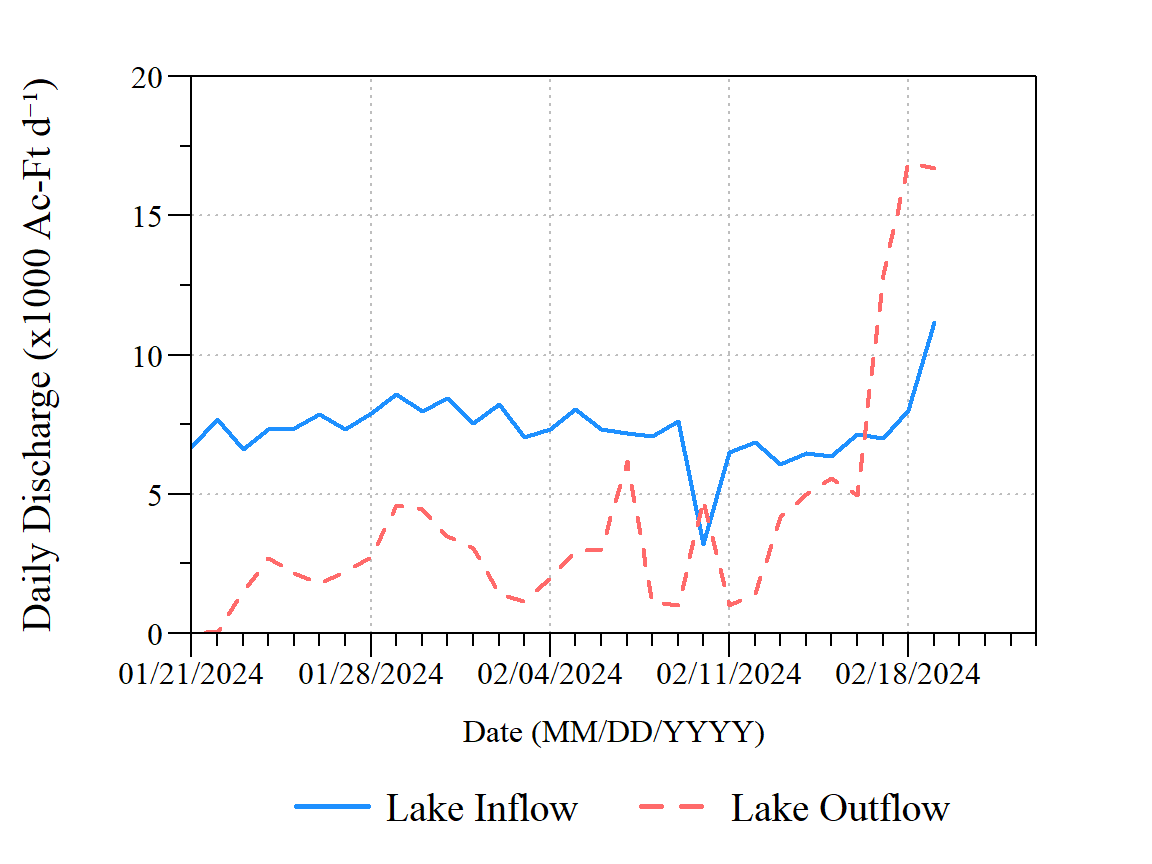 Daily Discharge (x1000 Ac-Ft d⁻¹)
20
15
10
5
0
01/21/2024 01/28/2024 02/04/2024 02/11/2024 02/18/2024
Date (MM/DD/YYYY)
Lake Inflow Lake Outflow